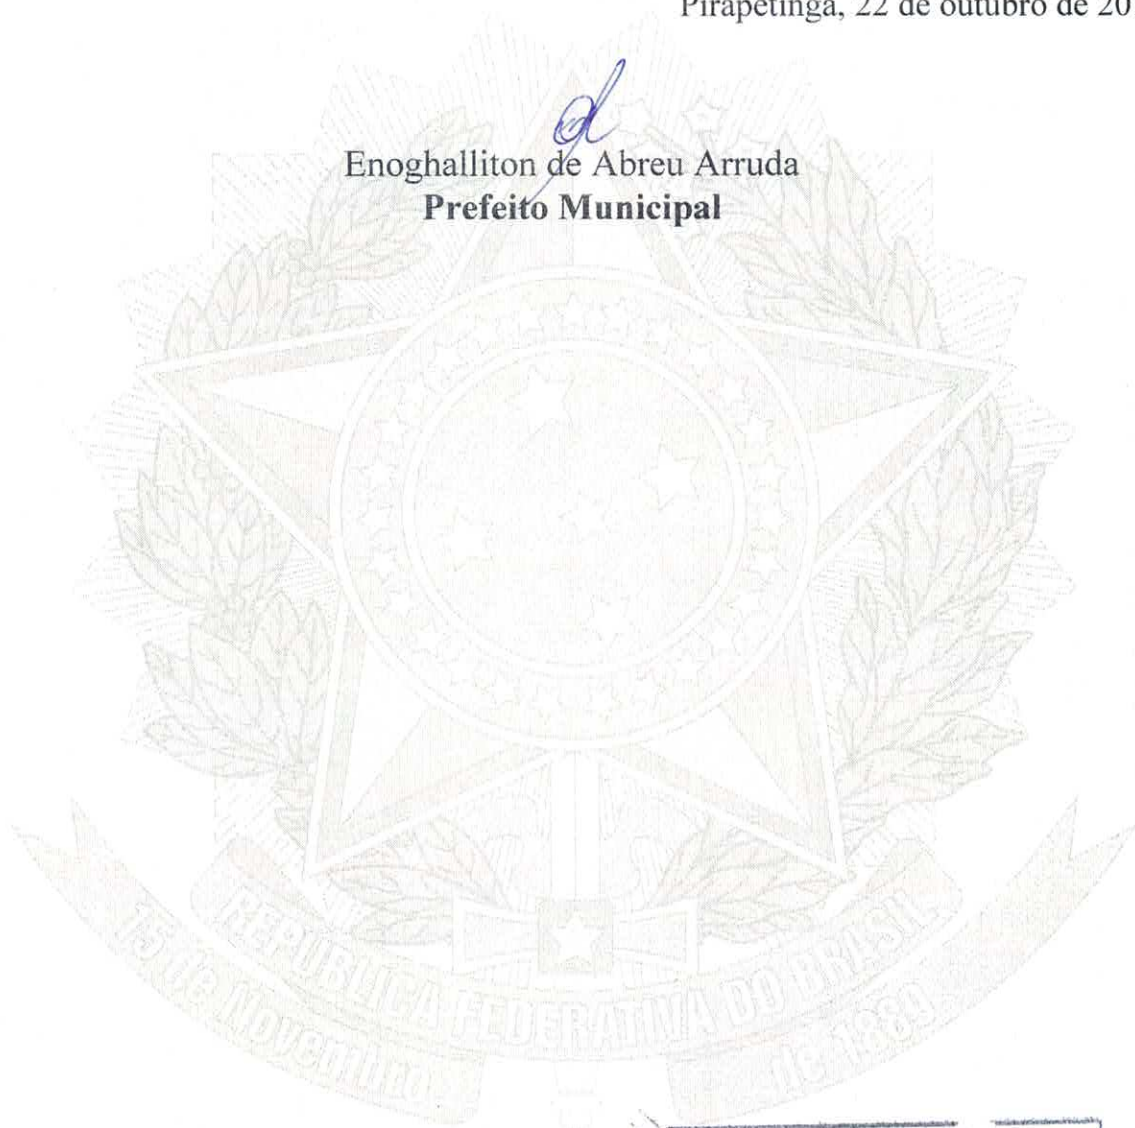 Pirapetinga, 22 de outubro de 20
Enoghalliton de Abreu Arruda
Prefeito Municipal
REPÚBLICA FEDERATIVA DO BRASIL
15 de Novembro de 1889